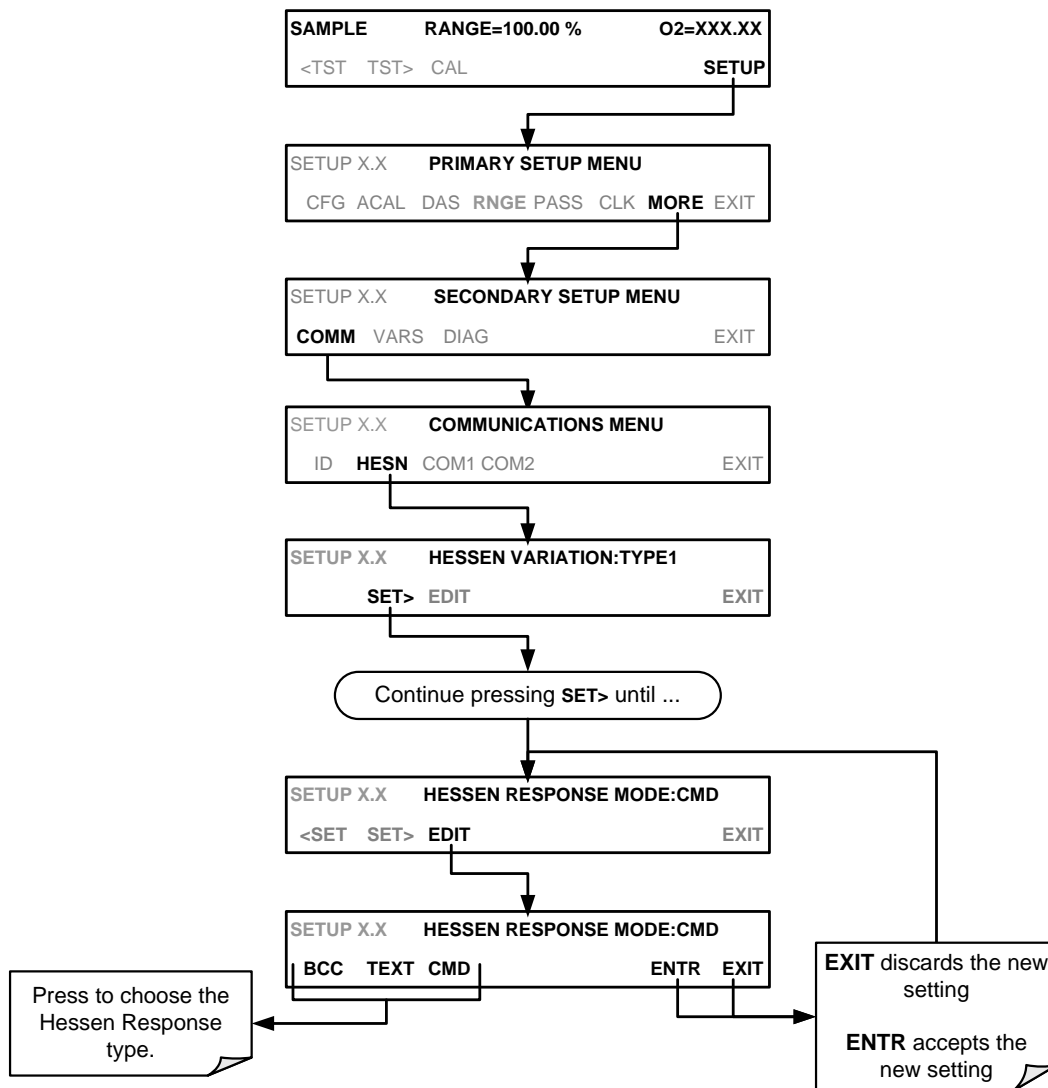 SAMPLE RANGE=100.00 % O2=XXX.XX
<TST TST> CAL SETUP
SETUP X.X PRIMARY SETUP MENU
CFG ACAL DAS RNGE PASS CLK MORE EXIT
SETUP X.X SECONDARY SETUP MENU
COMM VARS DIAG EXIT
SETUP X.X COMMUNICATIONS MENU
ID HESN COM1 COM2 EXIT
SETUP X.X HESSEN VARIATION:TYPE1
SET> EDIT EXIT
Continue pressing SET> until ...
SETUP X.X HESSEN RESPONSE MODE:CMD
<SET SET> EDIT EXIT
SETUP X.X HESSEN RESPONSE MODE:CMD
BCC TEXT CMD ENTR EXIT
Press to choose the
Hessen Response
type.
EXIT discards the new
setting
ENTR accepts the
new setting